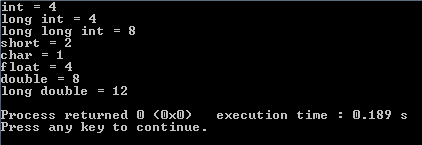 int = 4
long int = 4
long long int = 8
short = 2
char = 1
float = 4
double = 8
long double = 12
Process returned 0 (0x0)   execution time : 0.189 s
Press any key to continue.